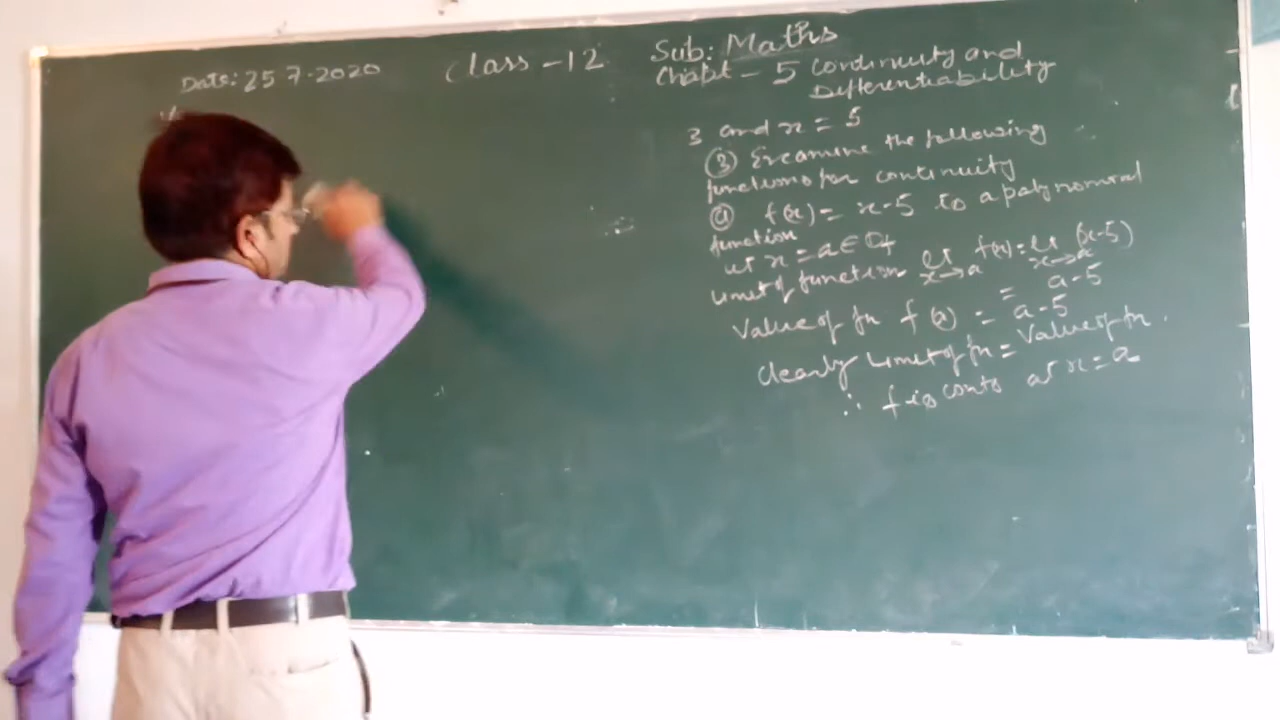 Date: 25 7-2020
Class - 12
Sub: Maths
Chapt - 5 Continuity and
Differentiability
3 and x = 5
③ Examine the following
functions for continuity
ⓐ f(x) = x-5 is a polynomial
function
let x = a ∈
Limit of function lt x→a f(x) = lt x→a (x-5)
= a-5
Value of fn f(a) = a-5
Clearly Limit of fn = Value of fn.
∴ f is conts at x = a